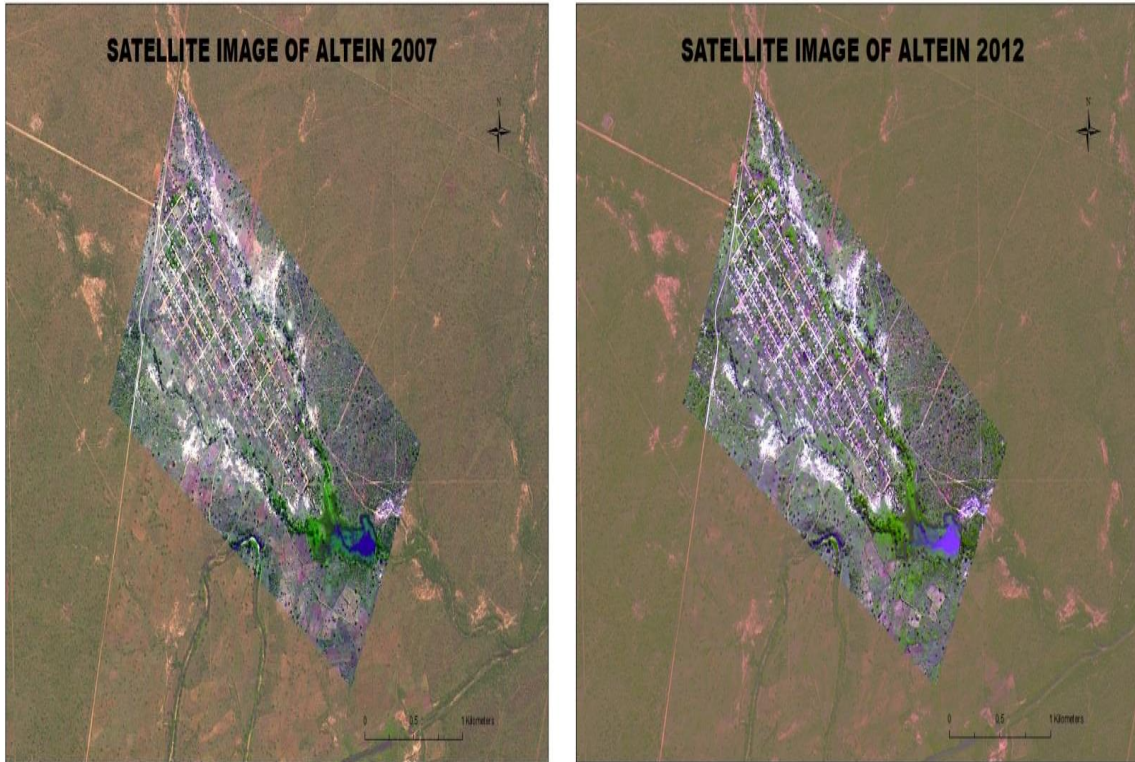 SATELLITE IMAGE OF ALTEIN 2007
N
0 0.5 1 Kilometers
SATELLITE IMAGE OF ALTEIN 2012
N
0 0.5 1 Kilometers